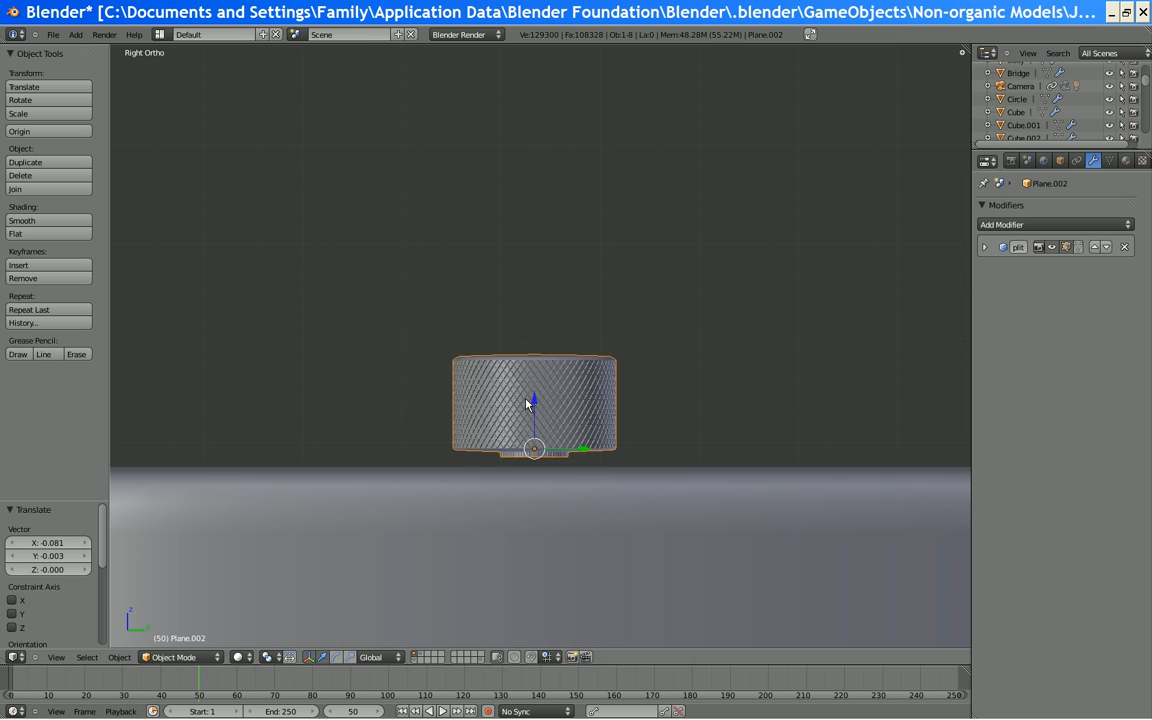 Blender* [C:\Documents and Settings\Family\Application Data\Blender Foundation\Blender\.blender\GameObjects\Non-organic Models\J...
File Add Render Help Default Scene Blender Render Ve:129300 | Fa:108328 | Ob:1-8 | La:0 | Mem:48.28M (55.22M) | Plane.002
Object Tools
Transform:
Translate
Rotate
Scale
Origin
Object:
Duplicate
Delete
Join
Shading:
Smooth
Flat
Keyframes:
Insert
Remove
Repeat:
Repeat Last
History...
Grease Pencil:
Draw Line Erase
Translate
Vector
X: -0.081
Y: -0.003
Z: -0.000
Constraint Axis
X
Y
Z
Orientation
Right Ortho
z
(50) Plane.002
View Search All Scenes
Bridge
Camera
Circle
Cube
Cube.001
Cube.002
Plane.002
Modifiers
Add Modifier
plit
View Select Object Object Mode Global
0 10 20 30 40 50 60 70 80 90 100 110 120 130 140 150 160 170 180 190 200 210 220 230 240 250
View Frame Playback Start: 1 End: 250 50 No Sync